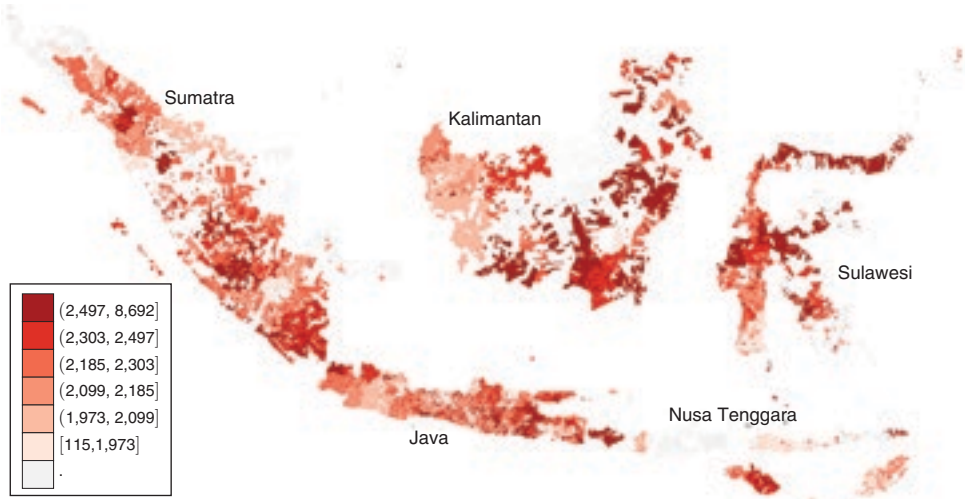 Sumatra
Kalimantan
Sulawesi
(2,497, 8,692]
(2,303, 2,497]
(2,185, 2,303]
(2,099, 2,185]
(1,973, 2,099]
[115,1,973]
.
Nusa Tenggara
Java